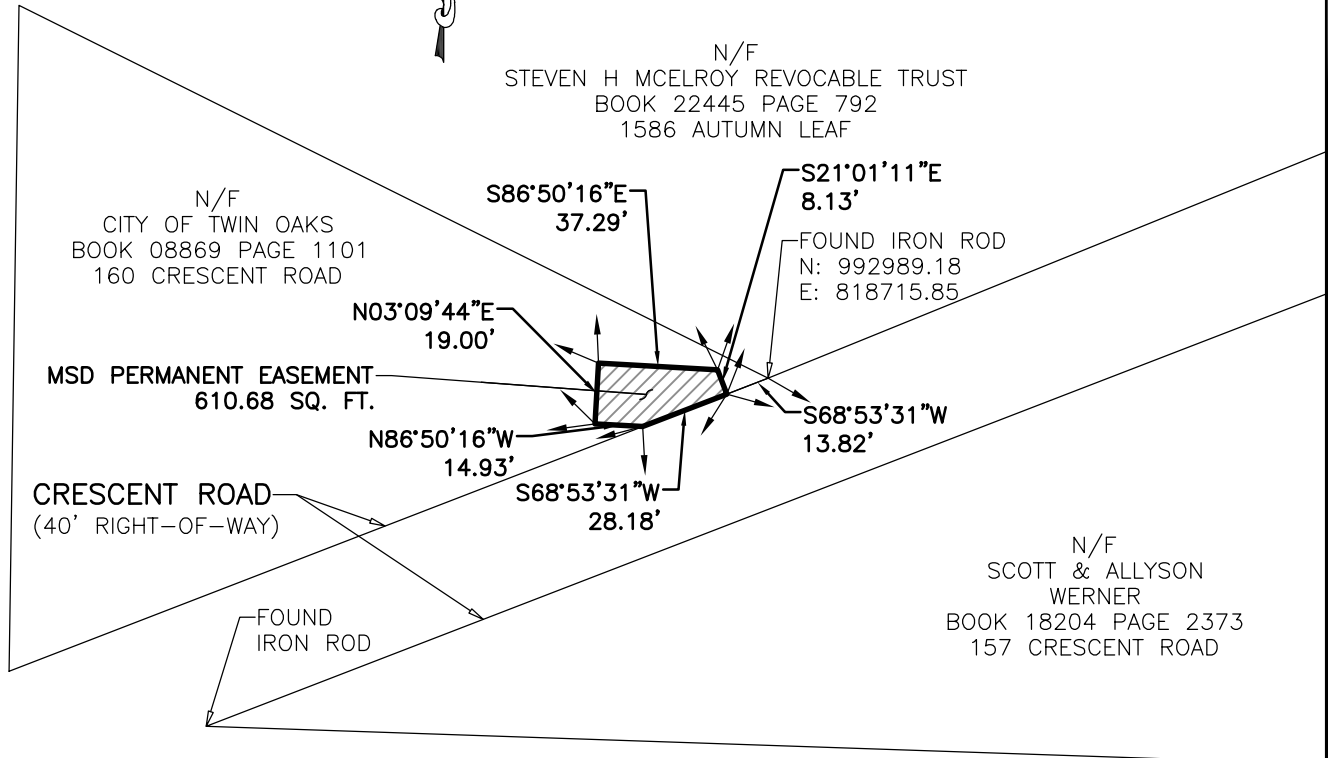 N/F
STEVEN H MCELROY REVOCABLE TRUST
BOOK 22445 PAGE 792
1586 AUTUMN LEAF
N/F
CITY OF TWIN OAKS
BOOK 08869 PAGE 1101
160 CRESCENT ROAD
S86°50'16"E
37.29'
S21°01'11"E
8.13'
FOUND IRON ROD
N: 992989.18
E: 818715.85
N03°09'44"E
19.00'
MSD PERMANENT EASEMENT
610.68 SQ. FT.
N86°50'16"W
14.93'
S68°53'31"W
28.18'
S68°53'31"W
13.82'
CRESCENT ROAD
(40' RIGHT-OF-WAY)
FOUND
IRON ROD
N/F
SCOTT & ALLYSON
WERNER
BOOK 18204 PAGE 2373
157 CRESCENT ROAD